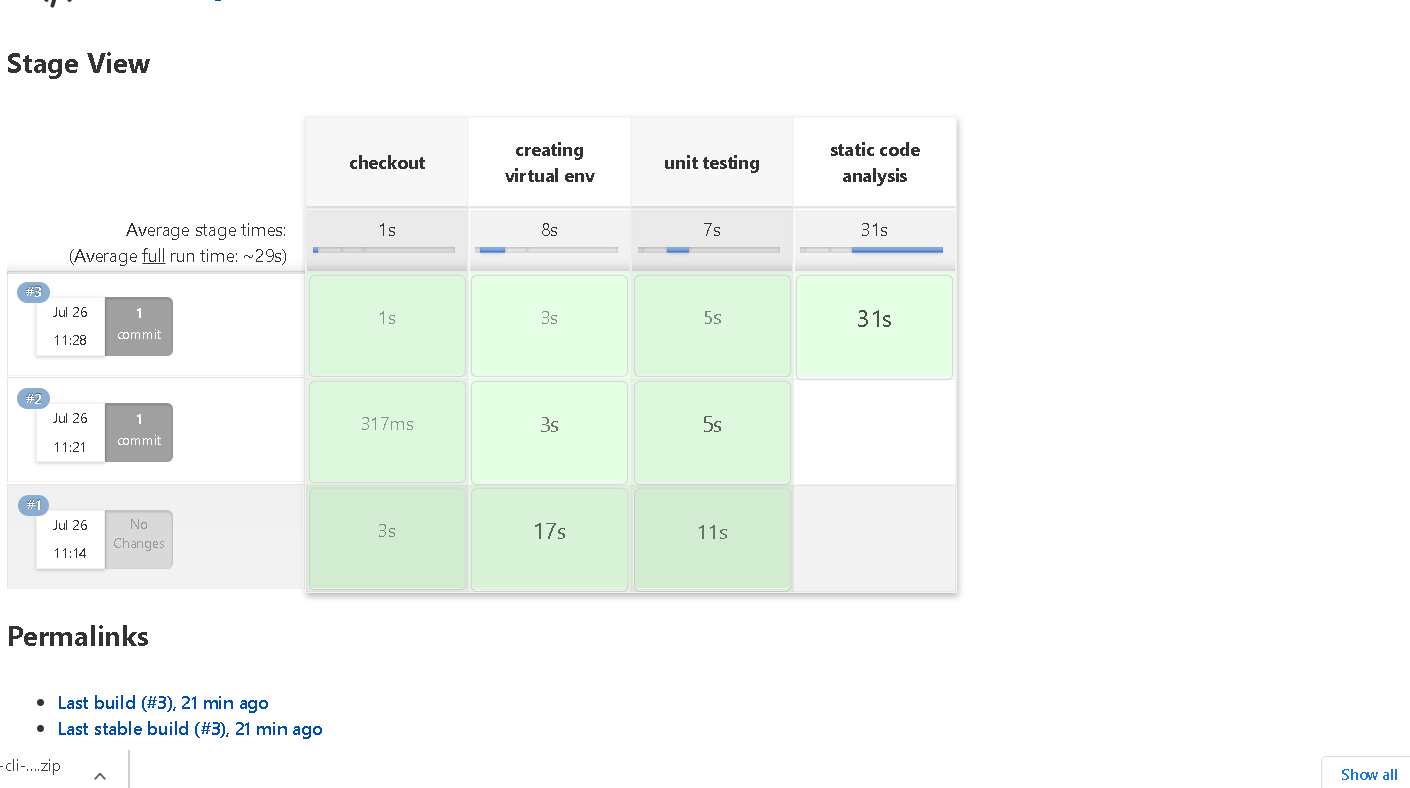 Stage View
checkout
creating
virtual env
unit testing
static code
analysis
Average stage times:
(Average full run time: ~29s)
1s
8s
7s
31s
#3
Jul 26
11:28
1
commit
1s
3s
5s
31s
#2
Jul 26
11:21
1
commit
317ms
3s
5s
#1
Jul 26
11:14
No
Changes
3s
17s
11s
Permalinks
Last build (#3), 21 min ago
Last stable build (#3), 21 min ago
-cli-....zip
Show all